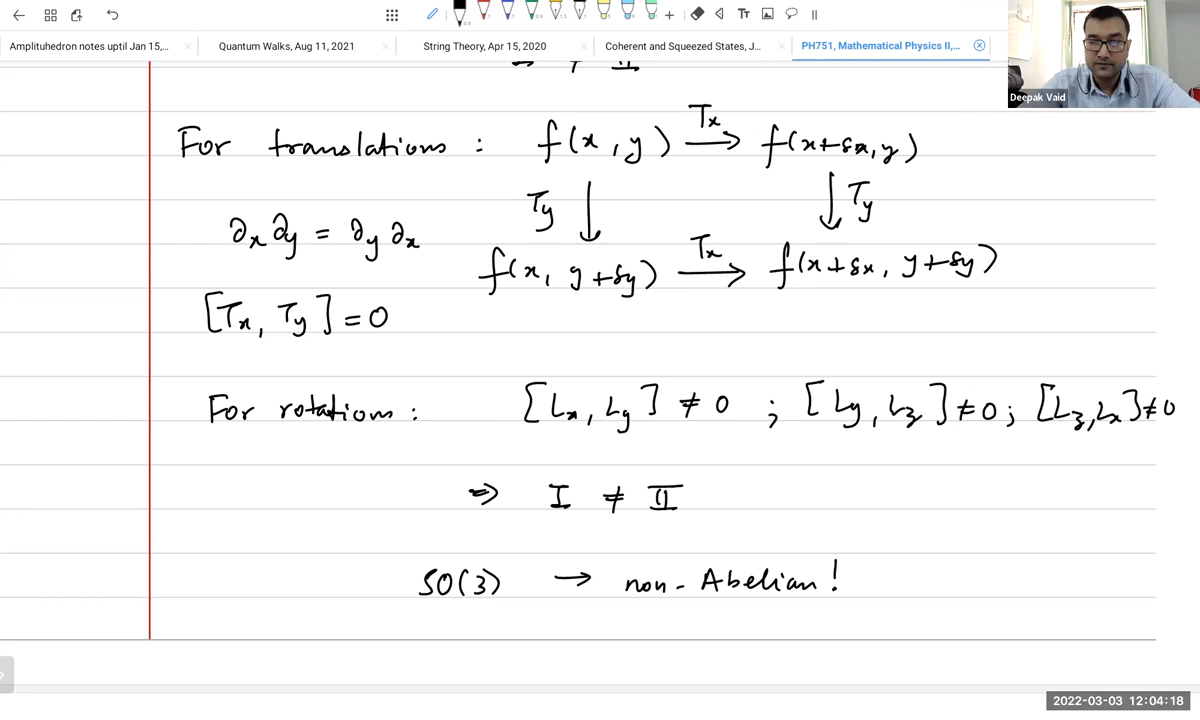 Amplituhedron notes uptil Jan 15,...
Quantum Walks, Aug 11, 2021
String Theory, Apr 15, 2020
Coherent and Squeezed States, J...
PH751, Mathematical Physics II,...
Deepak Vaid
For translations : f(x, y) →Tx f(x+δx, y)
Ty ↓ ↓ Ty
∂x ∂y = ∂y ∂x
f(x, y+δy) →Tx f(x+δx, y+δy)
[Tx, Ty] = 0
For rotations : [Lx, Ly] ≠ 0 ; [Ly, Lz] ≠ 0 ; [Lz, Lx] ≠ 0
⇒ I ≠ II
SO(3) → non-Abelian!
2022-03-03 12:04:18